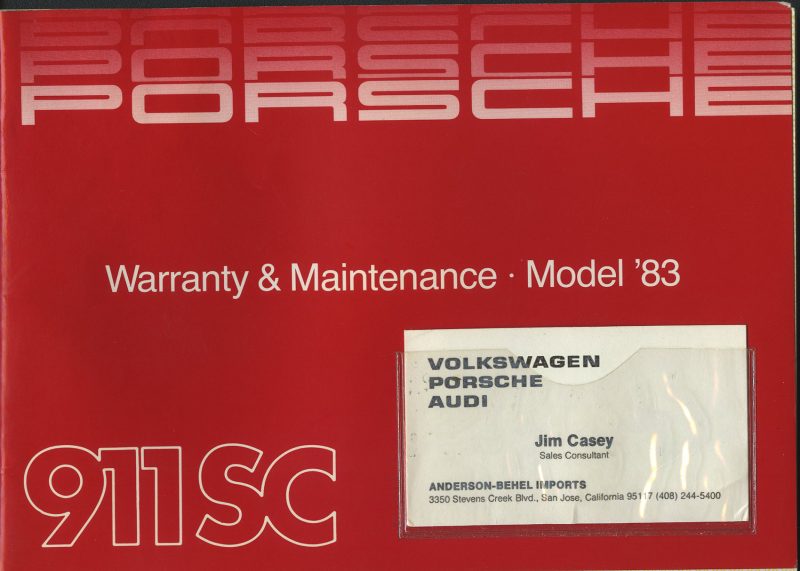 PORSCHE
PORSCHE
PORSCHE
Warranty & Maintenance · Model '83
VOLKSWAGEN
PORSCHE
AUDI
Jim Casey
Sales Consultant
ANDERSON-BEHEL IMPORTS
3350 Stevens Creek Blvd., San Jose, California 95117 (408) 244-5400
911SC